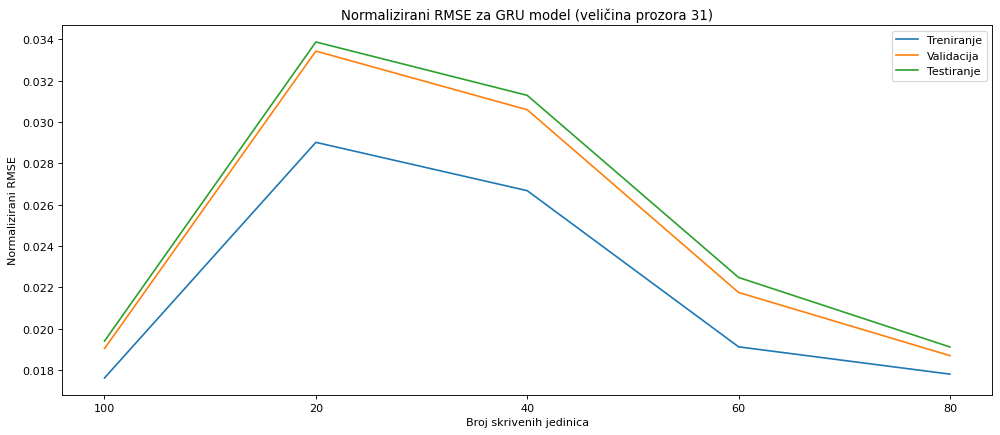 Normalizirani RMSE za GRU model (veličina prozora 31)
Treniranje
Validacija
Testiranje
Normalizirani RMSE
0.034
0.032
0.030
0.028
0.026
0.024
0.022
0.020
0.018
100 20 40 60 80
Broj skrivenih jedinica